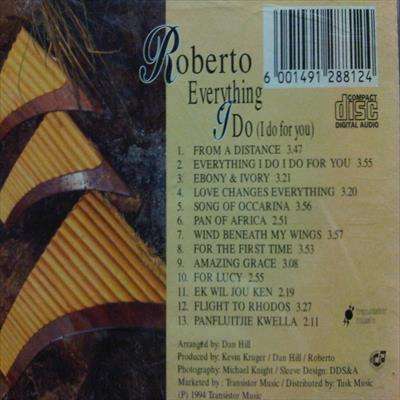 Roberto
Everything
I Do (I do for you)
6 001491 288124
COMPACT
disc
DIGITAL AUDIO
1. FROM A DISTANCE 3.47
2. EVERYTHING I DO I DO FOR YOU 3.55
3. EBONY & IVORY 3.21
4. LOVE CHANGES EVERYTHING 3.20
5. SONG OF OCCARINA 3.56
6. PAN OF AFRICA 2.51
7. WIND BENEATH MY WINGS 3.57
8. FOR THE FIRST TIME 3.53
9. AMAZING GRACE 3.08
10. FOR LUCY 2.55
11. EK WIL JOU KEN 2.19
12. FLIGHT TO RHODOS 3.27
13. PANFLUITJIE KWELLA 2.11
Arranged by: Dan Hill
Produced by: Kevin Kruger / Dan Hill / Roberto
Photography: Michael Knight / Sleeve Design: DDS&A
Marketed by: Transistor Music / Distributed by: Tusk Music
(P) 1994 Transistor Music